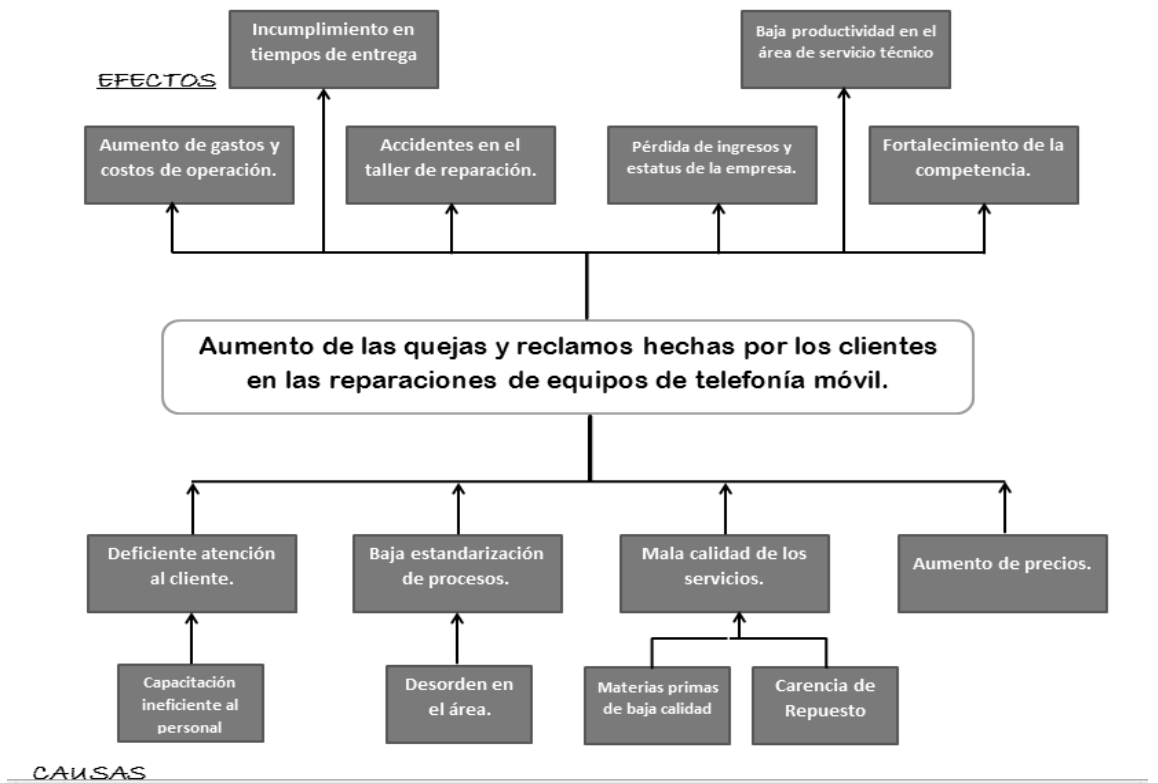 Incumplimiento en
tiempos de entrega
Baja productividad en el
área de servicio técnico
EFECTOS
Aumento de gastos y
costos de operación.
Accidentes en el
taller de reparación.
Pérdida de ingresos y
estatus de la empresa.
Fortalecimiento de la
competencia.
Aumento de las quejas y reclamos hechas por los clientes
en las reparaciones de equipos de telefonía móvil.
Deficiente atención
al cliente.
Baja estandarización
de procesos.
Mala calidad de los
servicios.
Aumento de precios.
Capacitación
ineficiente al
personal
Desorden en
el área.
Materias primas
de baja calidad
Carencia de
Repuesto
CAUSAS